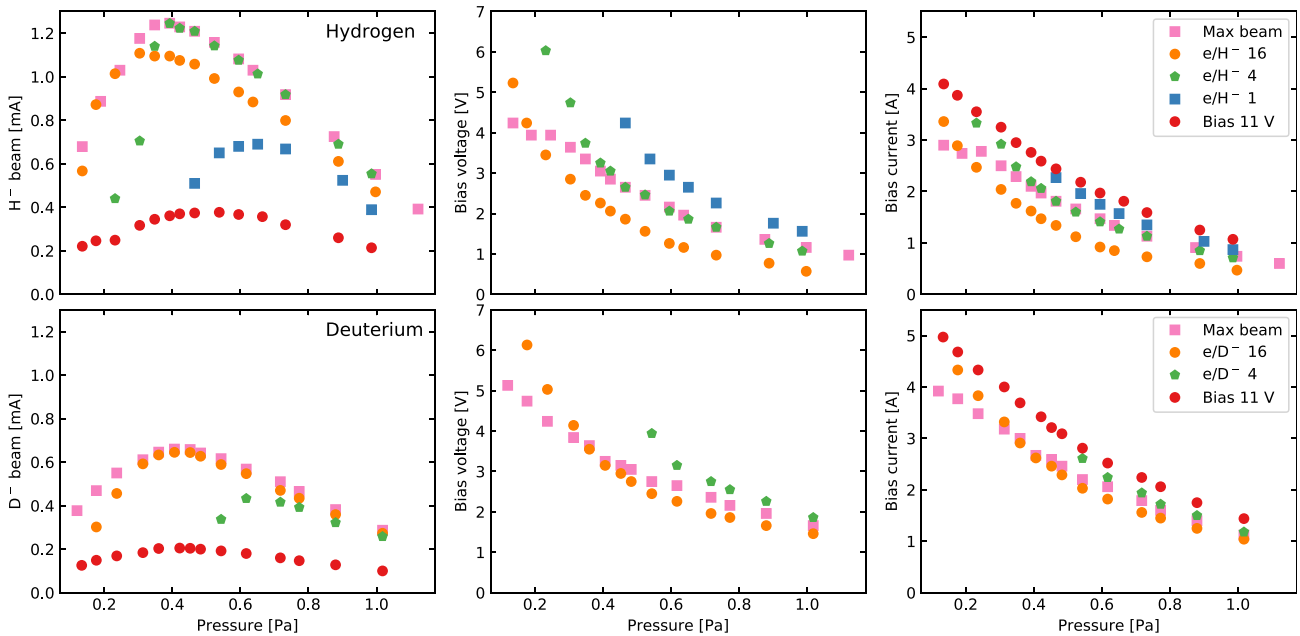 Hydrogen
H⁻ beam [mA]
1.2
1.0
0.8
0.6
0.4
0.2
0.0
Bias voltage [V]
7
6
5
4
3
2
1
0
Bias current [A]
5
4
3
2
1
0
Max beam
e/H⁻ 16
e/H⁻ 4
e/H⁻ 1
Bias 11 V
Deuterium
D⁻ beam [mA]
1.2
1.0
0.8
0.6
0.4
0.2
0.0
0.2 0.4 0.6 0.8 1.0
Pressure [Pa]
Bias voltage [V]
7
6
5
4
3
2
1
0
0.2 0.4 0.6 0.8 1.0
Pressure [Pa]
Bias current [A]
5
4
3
2
1
0
0.2 0.4 0.6 0.8 1.0
Pressure [Pa]
Max beam
e/D⁻ 16
e/D⁻ 4
Bias 11 V